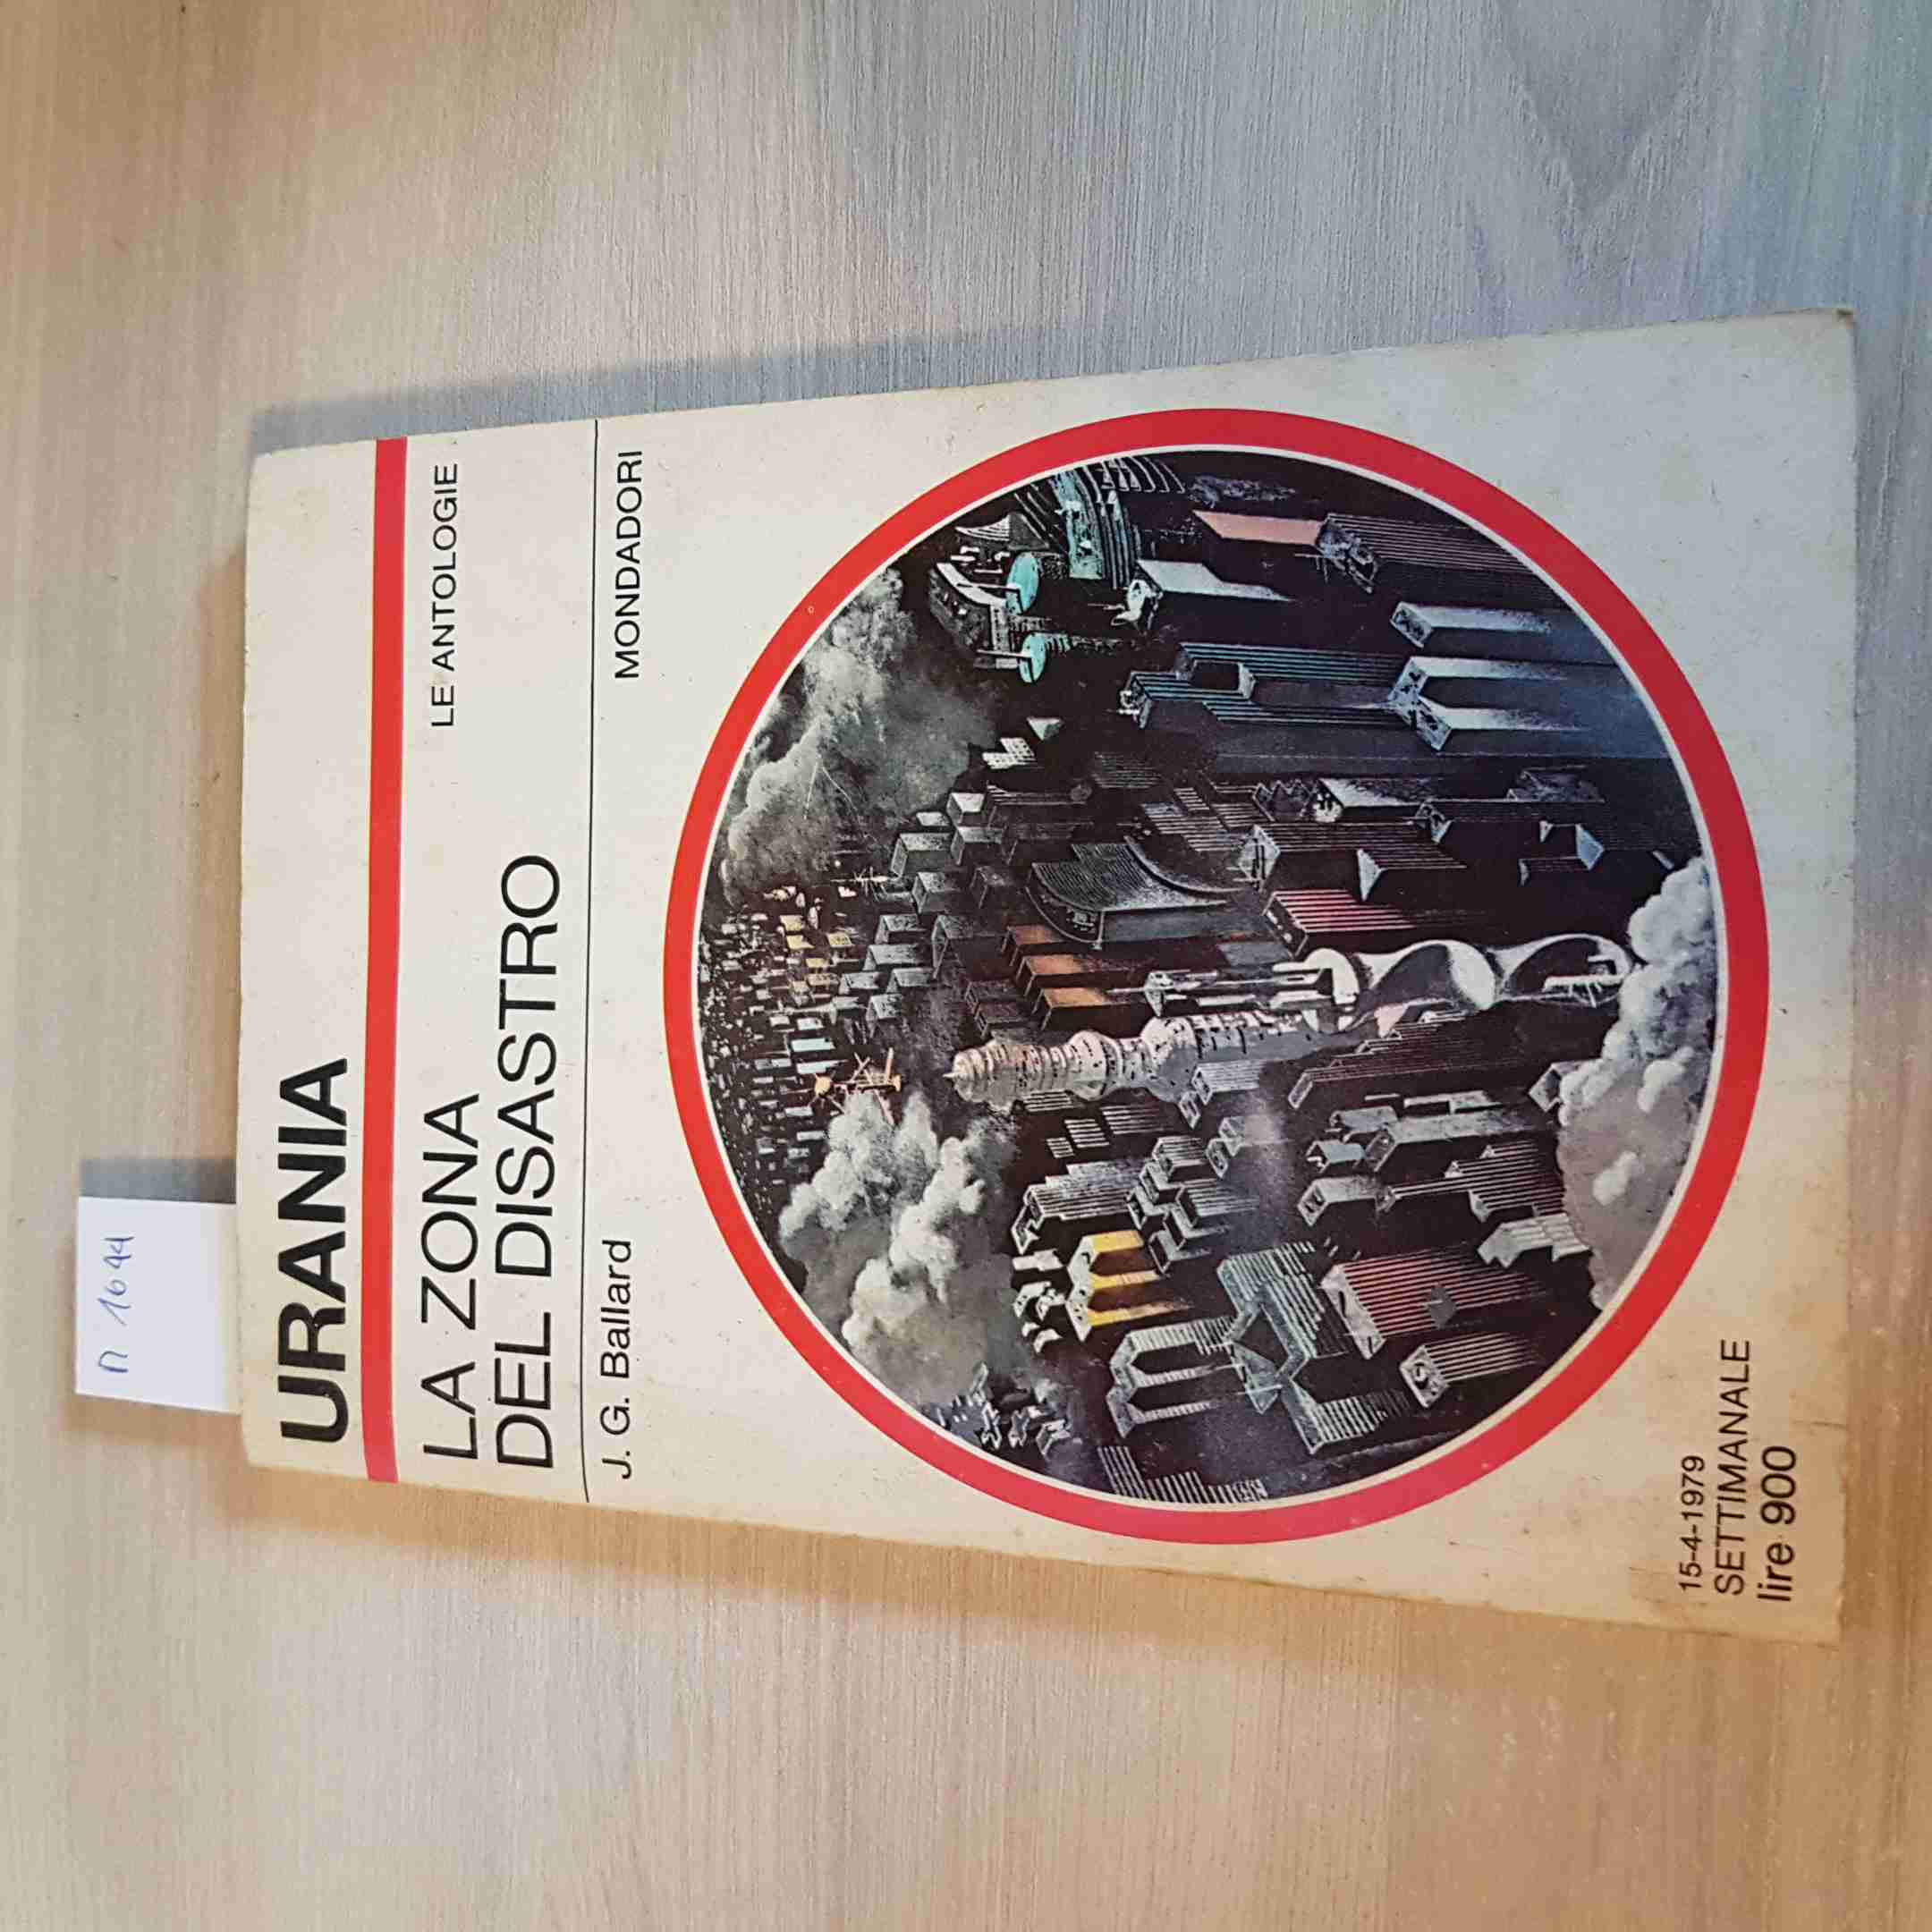 n 1644
URANIA
LE ANTOLOGIE
LA ZONA
DEL DISASTRO
J. G. Ballard
MONDADORI
15-4-1979
SETTIMANALE
lire 900